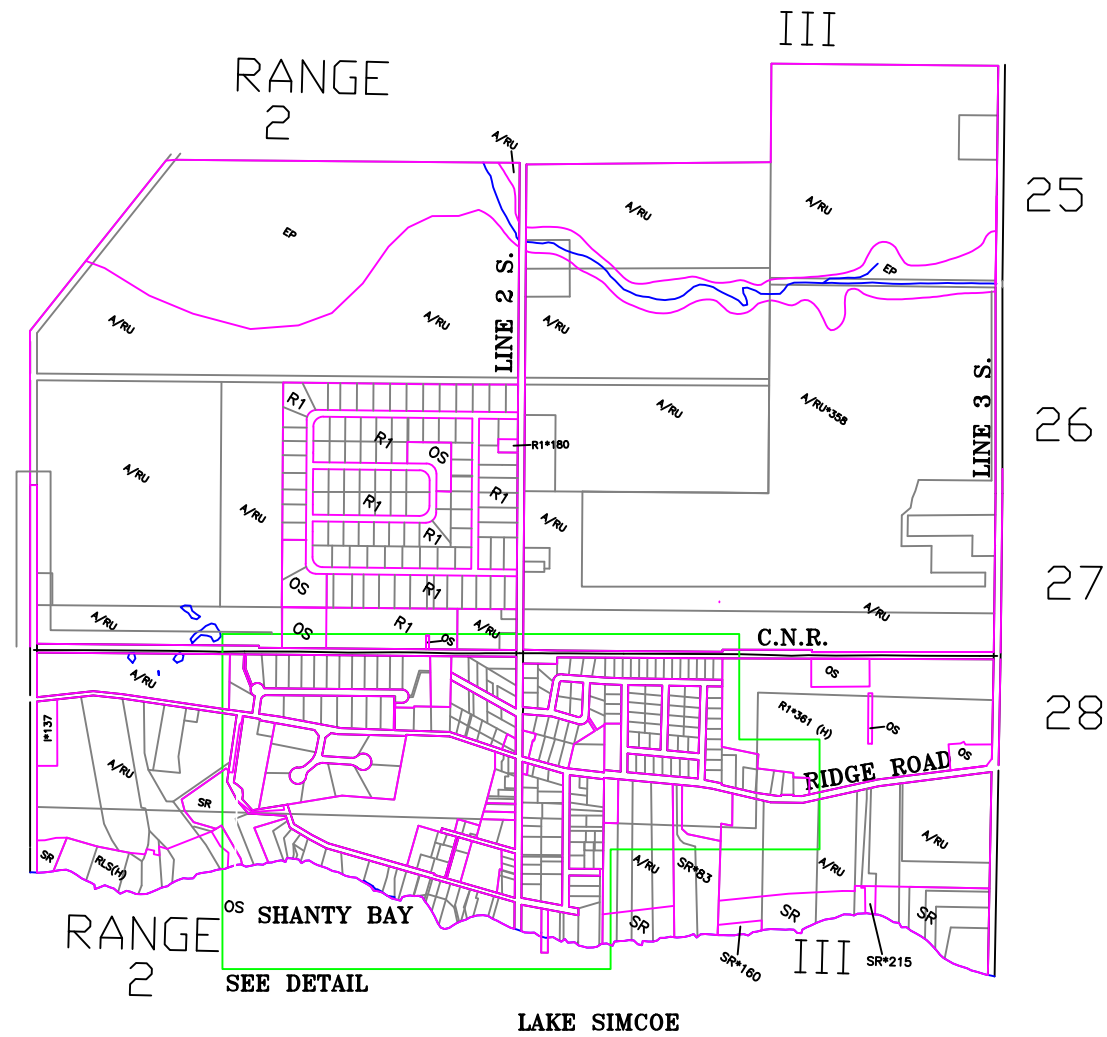 III
RANGE
2
A/RU
25
A/RU
A/RU
EP
EP
LINE 2 S.
A/RU
A/RU
A/RU
LINE 3 S.
R1
A/RU
A/RU*358
26
R1
OS
R1*180
A/RU
R1
R1
A/RU
A/RU
R1
27
OS
R1
A/RU
A/RU
R1
A/RU
OS
OS
C.N.R.
A/RU
OS
28
I*137
R1*361 (H)
OS
OS
A/RU
RIDGE ROAD
SR
A/RU
SR
RLS(H)
A/RU
SR*83
A/RU
OS
SHANTY BAY
SR
SR
SR
RANGE
2
SR*160
III
SR*215
SEE DETAIL
LAKE SIMCOE